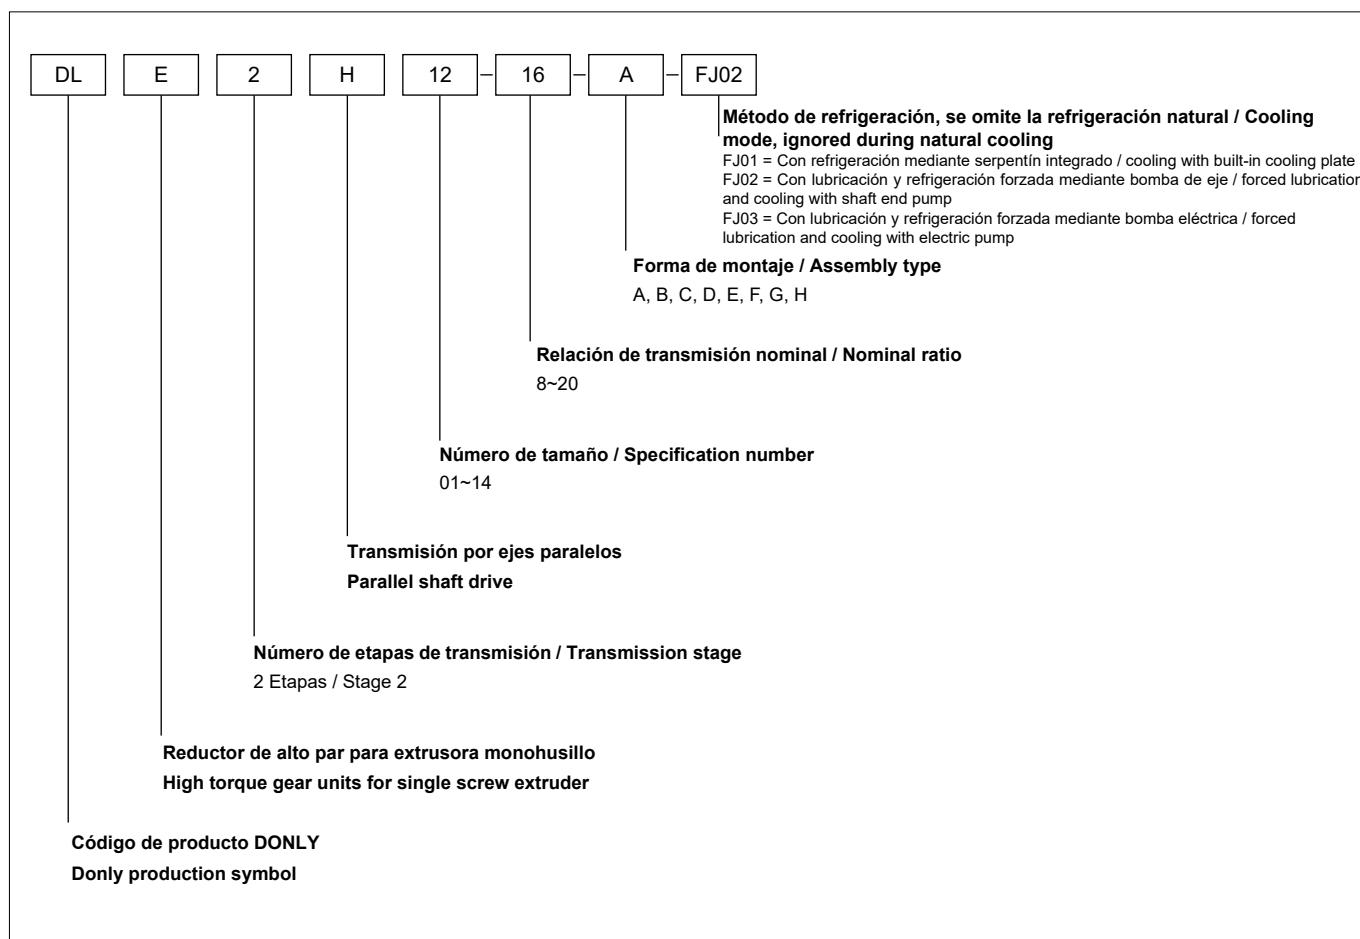 DL E 2 H 12 – 16 – A – FJ02
Método de refrigeración, se omite la refrigeración natural / Cooling
mode, ignored during natural cooling
FJ01 = Con refrigeración mediante serpentín integrado / cooling with built-in cooling plate
FJ02 = Con lubricación y refrigeración forzada mediante bomba de eje / forced lubrication
and cooling with shaft end pump
FJ03 = Con lubricación y refrigeración forzada mediante bomba eléctrica / forced
lubrication and cooling with electric pump
Forma de montaje / Assembly type
A, B, C, D, E, F, G, H
Relación de transmisión nominal / Nominal ratio
8~20
Número de tamaño / Specification number
01~14
Transmisión por ejes paralelos
Parallel shaft drive
Número de etapas de transmisión / Transmission stage
2 Etapas / Stage 2
Reductor de alto par para extrusora monohusillo
High torque gear units for single screw extruder
Código de producto DONLY
Donly production symbol